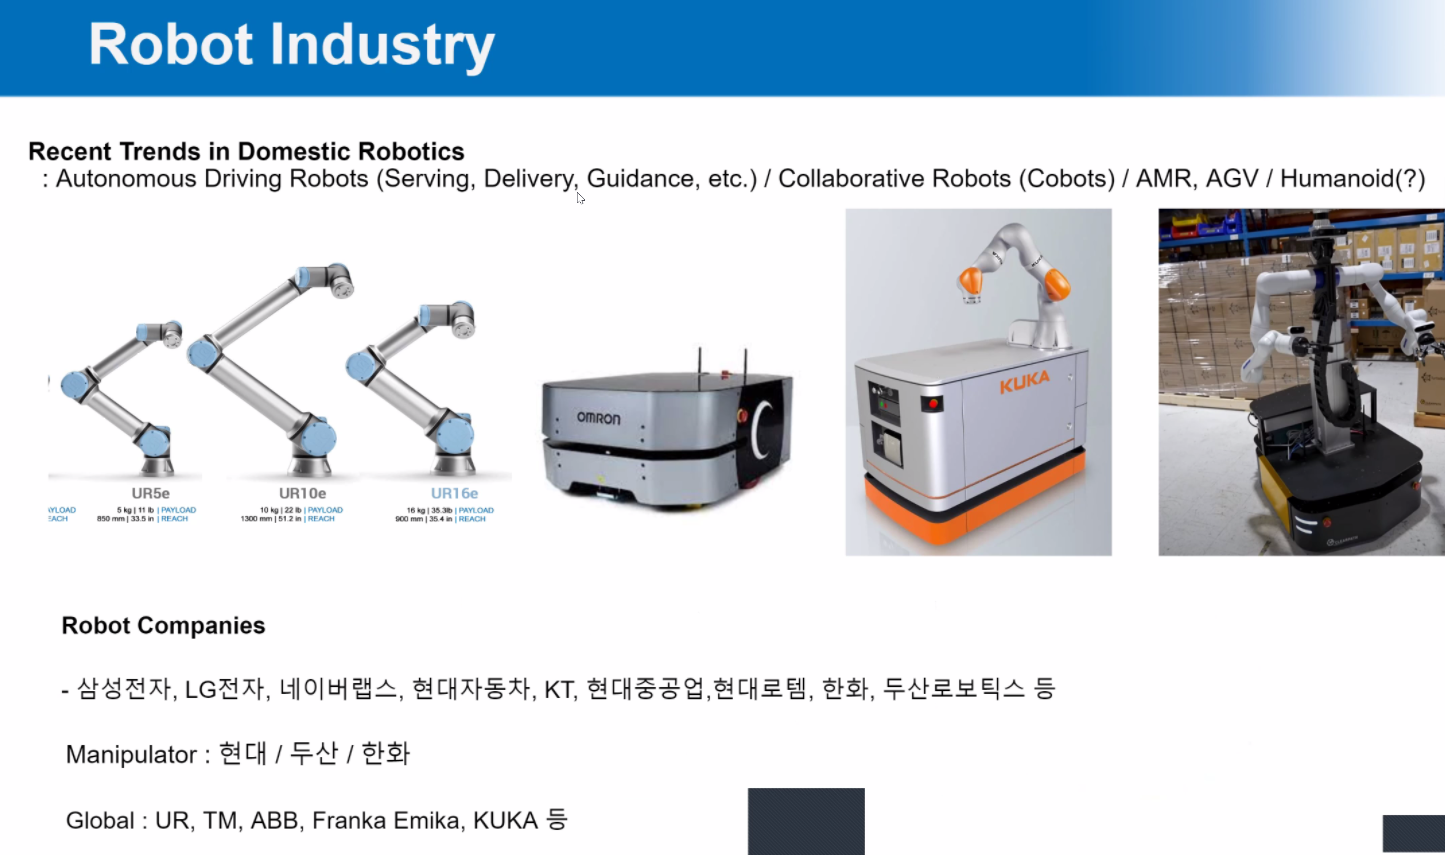 Robot Industry
Recent Trends in Domestic Robotics
: Autonomous Driving Robots (Serving, Delivery, Guidance, etc.) / Collaborative Robots (Cobots) / AMR, AGV / Humanoid(?)
OMRON
KUKA
UR5e
UR10e
UR16e
5 kg | 11 lb | PAYLOAD
850 mm | 33.5 in | REACH
10 kg | 22 lb | PAYLOAD
1300 mm | 51.2 in | REACH
16 kg | 35.3lb | PAYLOAD
900 mm | 35.4 in | REACH
Robot Companies
- 삼성전자, LG전자, 네이버랩스, 현대자동차, KT, 현대중공업,현대로템, 한화, 두산로보틱스 등
Manipulator : 현대 / 두산 / 한화
Global : UR, TM, ABB, Franka Emika, KUKA 등